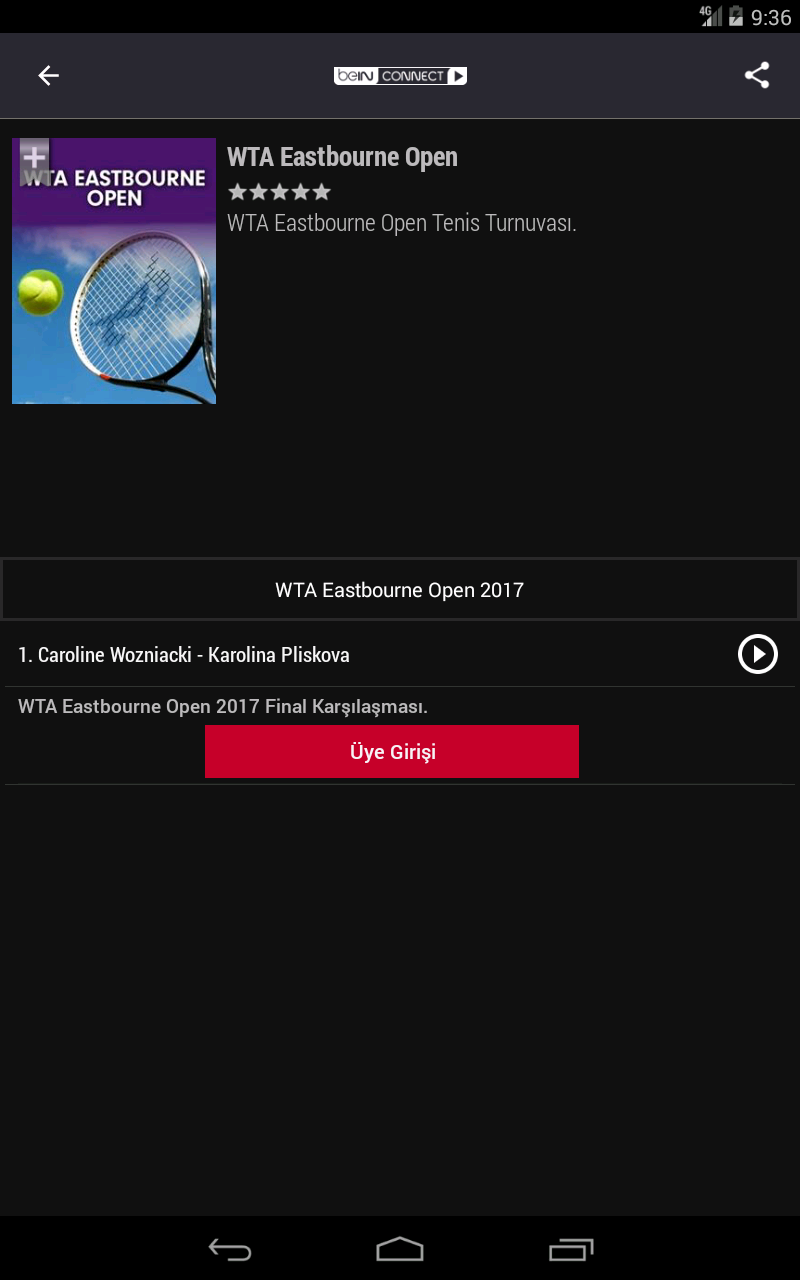 4G 9:36
beIN CONNECT
WTA EASTBOURNE
OPEN
WTA Eastbourne Open
WTA Eastbourne Open Tenis Turnuvası.
WTA Eastbourne Open 2017
1. Caroline Wozniacki - Karolina Pliskova
WTA Eastbourne Open 2017 Final Karşılaşması.
Üye Girişi